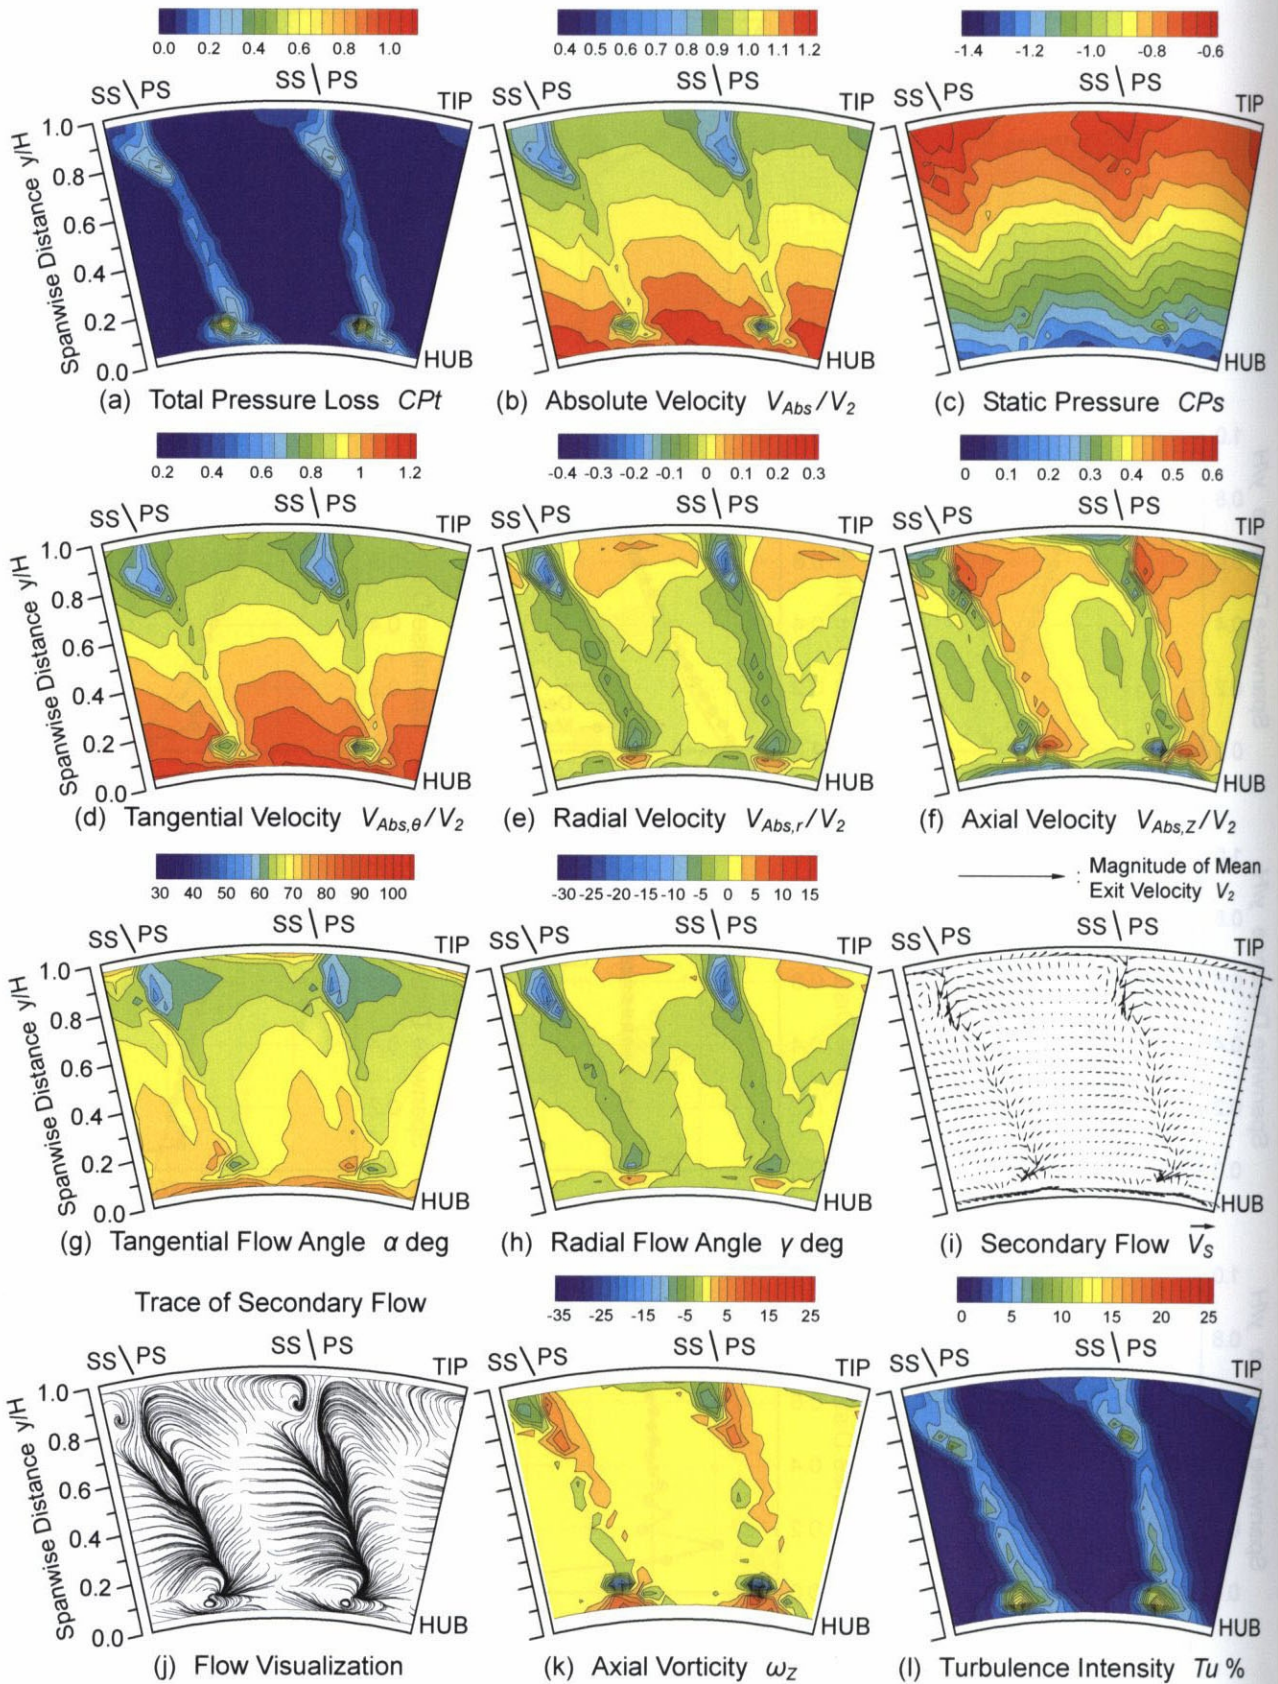 0.0 0.2 0.4 0.6 0.8 1.0
0.4 0.5 0.6 0.7 0.8 0.9 1.0 1.1 1.2
-1.4 -1.2 -1.0 -0.8 -0.6
SS \ PS SS \ PS TIP
SS \ PS SS \ PS TIP
SS \ PS SS \ PS TIP
Spanwise Distance y/H
1.0
0.8
0.6
0.4
0.2
0.0
HUB
HUB
HUB
(a) Total Pressure Loss CPt
(b) Absolute Velocity V_Abs/V_2
(c) Static Pressure CPs
0.2 0.4 0.6 0.8 1.0 1.2
-0.4 -0.3 -0.2 -0.1 0 0.1 0.2 0.3
0 0.1 0.2 0.3 0.4 0.5 0.6
SS \ PS SS \ PS TIP
SS \ PS SS \ PS TIP
SS \ PS SS \ PS TIP
Spanwise Distance y/H
1.0
0.8
0.6
0.4
0.2
0.0
HUB
HUB
HUB
(d) Tangential Velocity V_Abs,θ/V_2
(e) Radial Velocity V_Abs,r/V_2
(f) Axial Velocity V_Abs,Z/V_2
30 40 50 60 70 80 90 100
-30 -25 -20 -15 -10 -5 0 5 10 15
: Magnitude of Mean
Exit Velocity V_2
SS \ PS SS \ PS TIP
SS \ PS SS \ PS TIP
SS \ PS SS \ PS TIP
Spanwise Distance y/H
1.0
0.8
0.6
0.4
0.2
0.0
HUB
HUB
HUB
(g) Tangential Flow Angle α deg
(h) Radial Flow Angle γ deg
(i) Secondary Flow V_S
Trace of Secondary Flow
-35 -25 -15 -5 5 15 25
0 5 10 15 20 25
SS \ PS SS \ PS TIP
SS \ PS SS \ PS TIP
SS \ PS SS \ PS TIP
Spanwise Distance y/H
1.0
0.8
0.6
0.4
0.2
0.0
HUB
HUB
HUB
(j) Flow Visualization
(k) Axial Vorticity ω_Z
(l) Turbulence Intensity Tu %